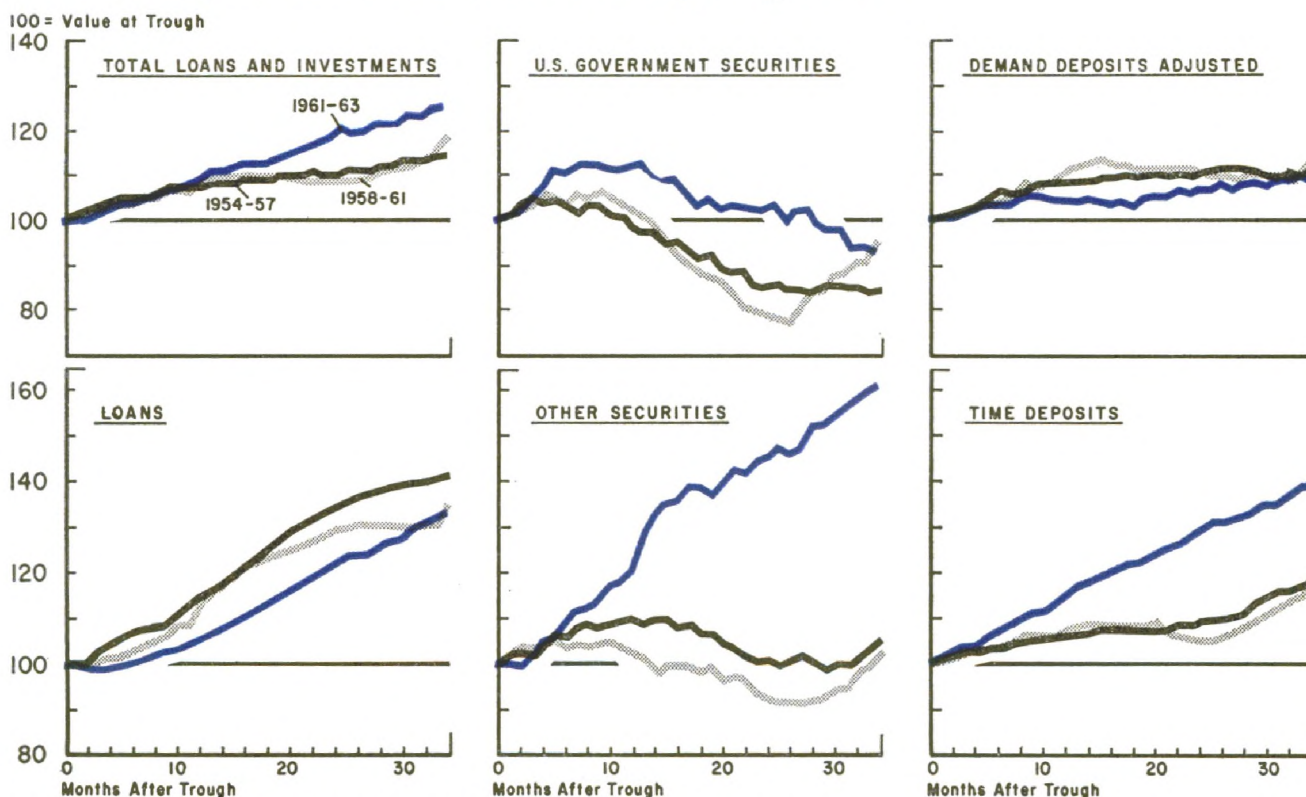 100 = Value at Trough
140
120
100
80
TOTAL LOANS AND INVESTMENTS
1961-63
1954-57
1958-61
U.S. GOVERNMENT SECURITIES
DEMAND DEPOSITS ADJUSTED
160
140
120
100
80
LOANS
0
10
20
30
Months After Trough
OTHER SECURITIES
0
10
20
30
Months After Trough
TIME DEPOSITS
0
10
20
30
Months After Trough